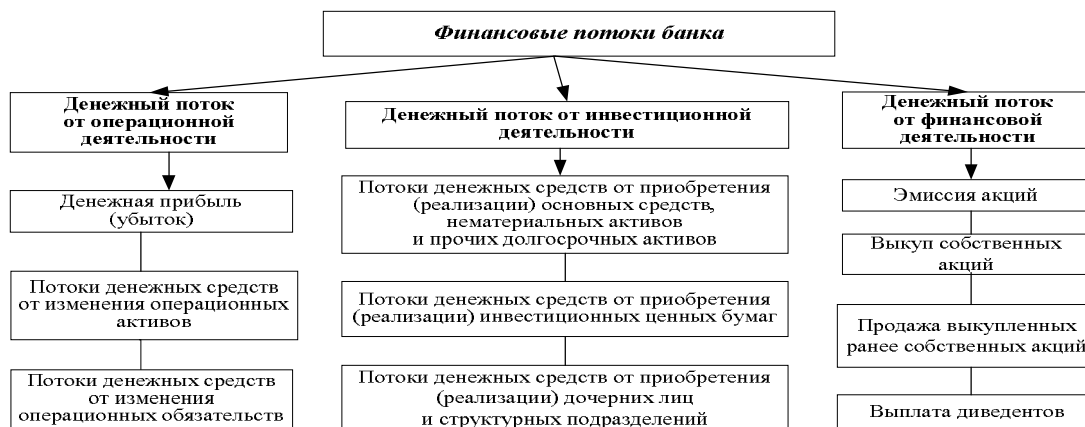 Финансовые потоки банка
Денежный поток
от операционной
деятельности
Денежная прибыль
(убыток)
Потоки денежных средств
от изменения операционных
активов
Потоки денежных средств
от изменения
операционных обязательств
Денежный поток от инвестиционной
деятельности
Потоки денежных средств от приобретения
(реализации) основных средств,
нематериальных активов
и прочих долгосрочных активов
Потоки денежных средств от приобретения
(реализации) инвестиционных ценных бумаг
Потоки денежных средств от приобретения
(реализации) дочерних лиц
и структурных подразделений
Денежный поток
от финансовой
деятельности
Эмиссия акций
Выкуп собственных
акций
Продажа выкупленных
ранее собственных акций
Выплата диведентов